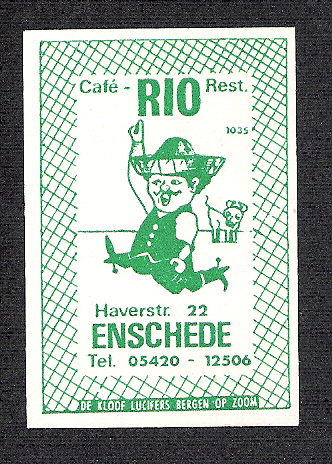 Café - RIO Rest.
1035
Haverstr. 22
ENSCHEDE
Tel. 05420 - 12506
DE KLOOF LUCIFERS BERGEN OP ZOOM